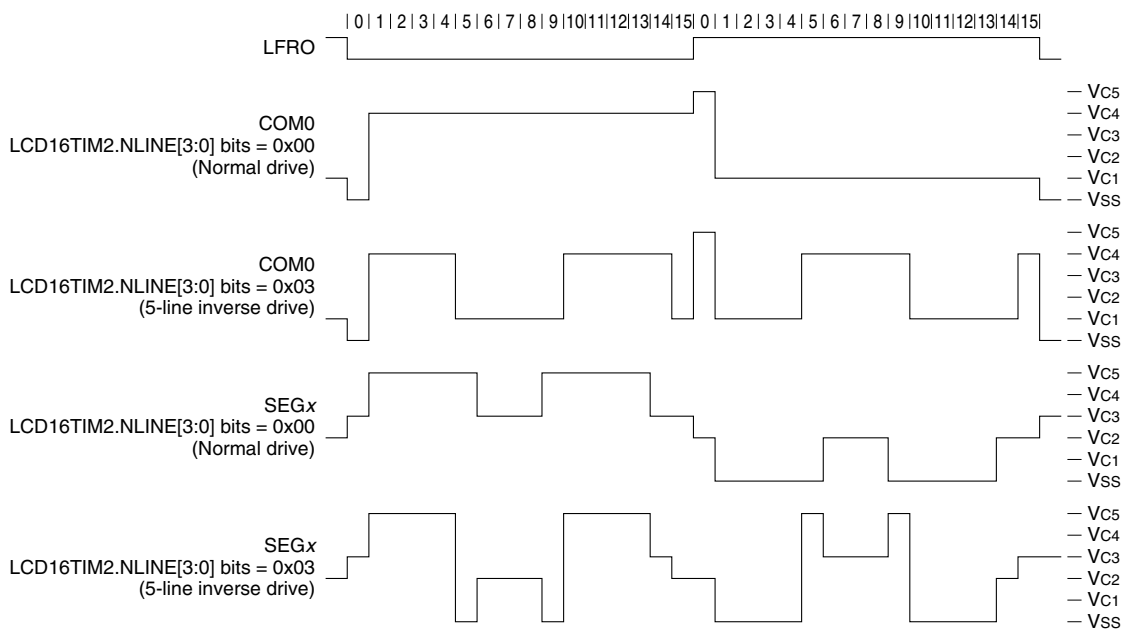 |0|1|2|3|4|5|6|7|8|9|10|11|12|13|14|15|0|1|2|3|4|5|6|7|8|9|10|11|12|13|14|15|
LFRO
COM0
LCD16TIM2.NLINE[3:0] bits = 0x00
(Normal drive)
VC5
VC4
VC3
VC2
VC1
VSS
COM0
LCD16TIM2.NLINE[3:0] bits = 0x03
(5-line inverse drive)
VC5
VC4
VC3
VC2
VC1
VSS
SEGx
LCD16TIM2.NLINE[3:0] bits = 0x00
(Normal drive)
VC5
VC4
VC3
VC2
VC1
VSS
SEGx
LCD16TIM2.NLINE[3:0] bits = 0x03
(5-line inverse drive)
VC5
VC4
VC3
VC2
VC1
VSS